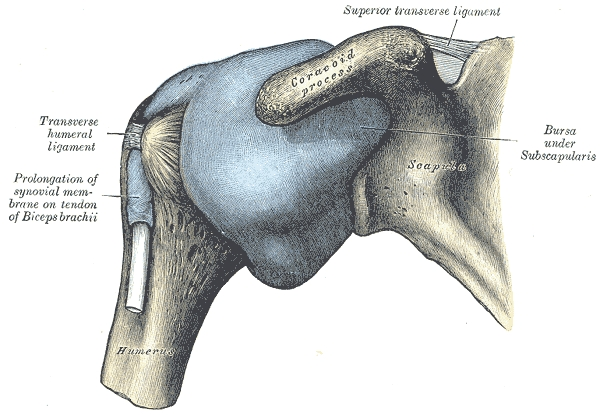 Superior transverse ligament
Coracoid
process
Transverse
humeral
ligament
Bursa
under
Subscapularis
Scapula
Prolongation of
synovial mem-
brane on tendon
of Biceps brachii
Humerus